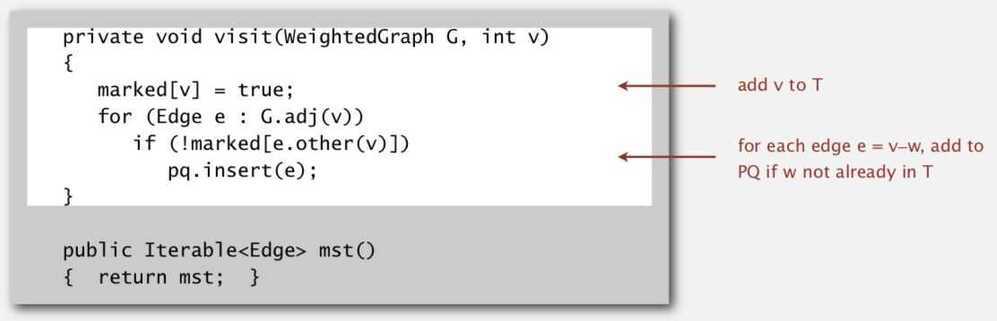 private void visit(WeightedGraph G, int v)
{
marked[v] = true;
add v to T
for (Edge e : G.adj(v))
if (!marked[e.other(v)])
pq.insert(e);
for each edge e = v–w, add to
PQ if w not already in T
}
public Iterable<Edge> mst()
{ return mst; }